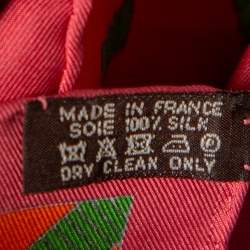 MADE IN FRANCE
SOIE 100% SILK
DRY CLEAN ONLY